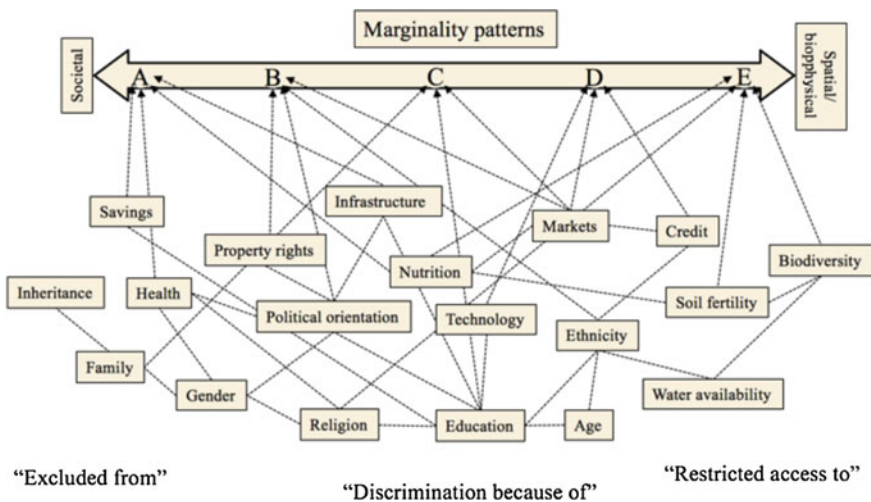 Marginality patterns
Societal
A B C D E
Spatial/
biopphysical
Savings
Infrastructure
Markets
Credit
Property rights
Biodiversity
Nutrition
Inheritance
Health
Soil fertility
Political orientation
Technology
Ethnicity
Family
Gender
Water availability
Religion
Education
Age
“Excluded from”
“Discrimination because of”
“Restricted access to”